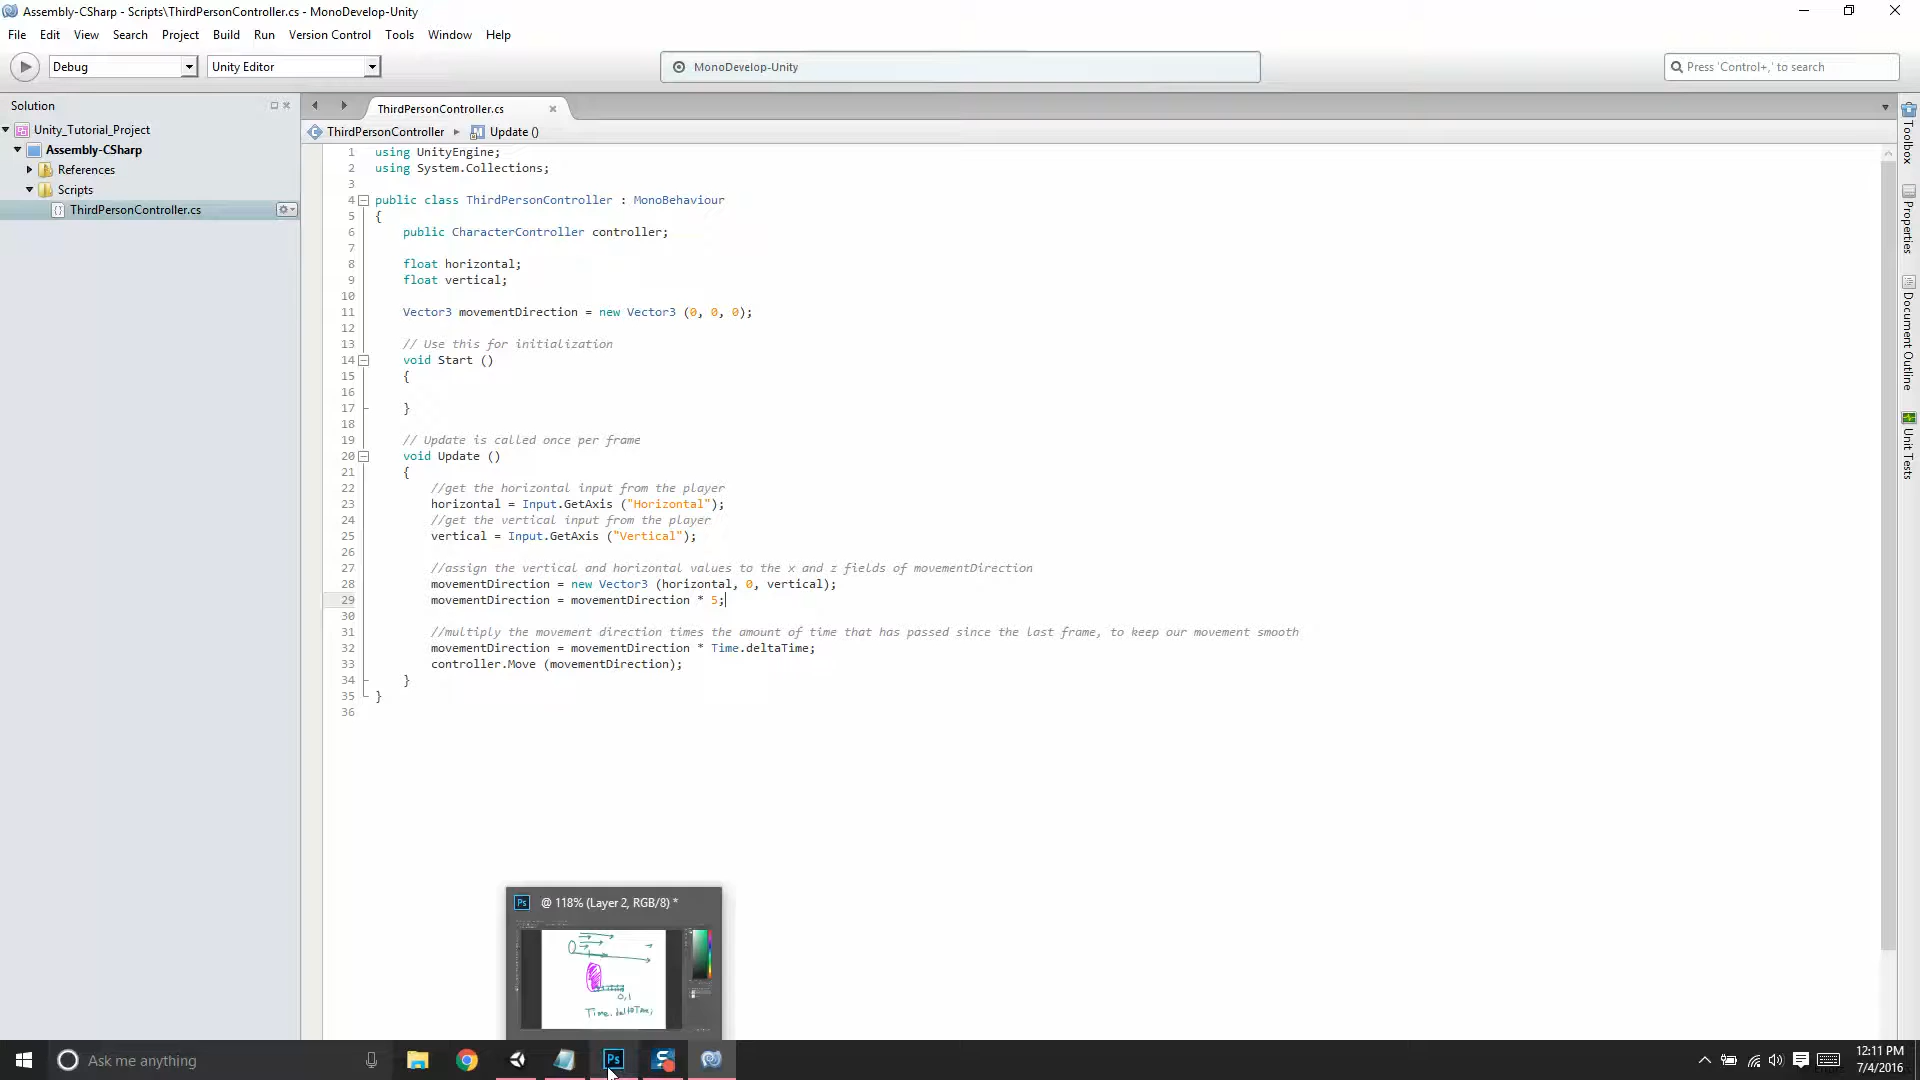 Assembly-CSharp - Scripts\ThirdPersonController.cs - MonoDevelop-Unity
File Edit View Search Project Build Run Version Control Tools Window Help
Debug Unity Editor MonoDevelop-Unity Press 'Control+,' to search
Solution
Unity_Tutorial_Project
Assembly-CSharp
References
Scripts
ThirdPersonController.cs
ThirdPersonController.cs
ThirdPersonController Update ()
1 using UnityEngine;
2 using System.Collections;
3
4 public class ThirdPersonController : MonoBehaviour
5 {
6 public CharacterController controller;
7
8 float horizontal;
9 float vertical;
10
11 Vector3 movementDirection = new Vector3 (0, 0, 0);
12
13 // Use this for initialization
14 void Start ()
15 {
16
17 }
18
19 // Update is called once per frame
20 void Update ()
21 {
22 //get the horizontal input from the player
23 horizontal = Input.GetAxis ("Horizontal");
24 //get the vertical input from the player
25 vertical = Input.GetAxis ("Vertical");
26
27 //assign the vertical and horizontal values to the x and z fields of movementDirection
28 movementDirection = new Vector3 (horizontal, 0, vertical);
29 movementDirection = movementDirection * 5;
30
31 //multiply the movement direction times the amount of time that has passed since the last frame, to keep our movement smooth
32 movementDirection = movementDirection * Time.deltaTime;
33 controller.Move (movementDirection);
34 }
35 }
36
Toolbox
Properties
Document Outline
Unit Tests
Ps @ 118% (Layer 2, RGB/8) *
0,1
Time.deltaTime;
Ask me anything
Ps
12:11 PM
7/4/2016